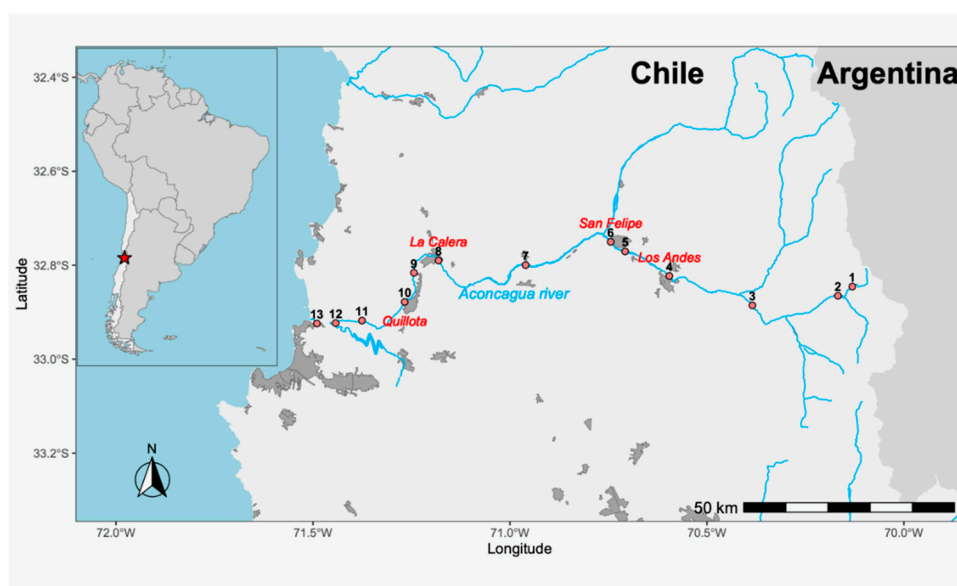 Chile Argentina
32.4°S
32.6°S
San Felipe
6
5
La Calera
8
Los Andes
7
4
9
32.8°S
1
2
Aconcagua river
3
10
11
Quillota
13 12
33.0°S
Latitude
N
33.2°S
50 km
72.0°W 71.5°W 71.0°W 70.5°W 70.0°W
Longitude